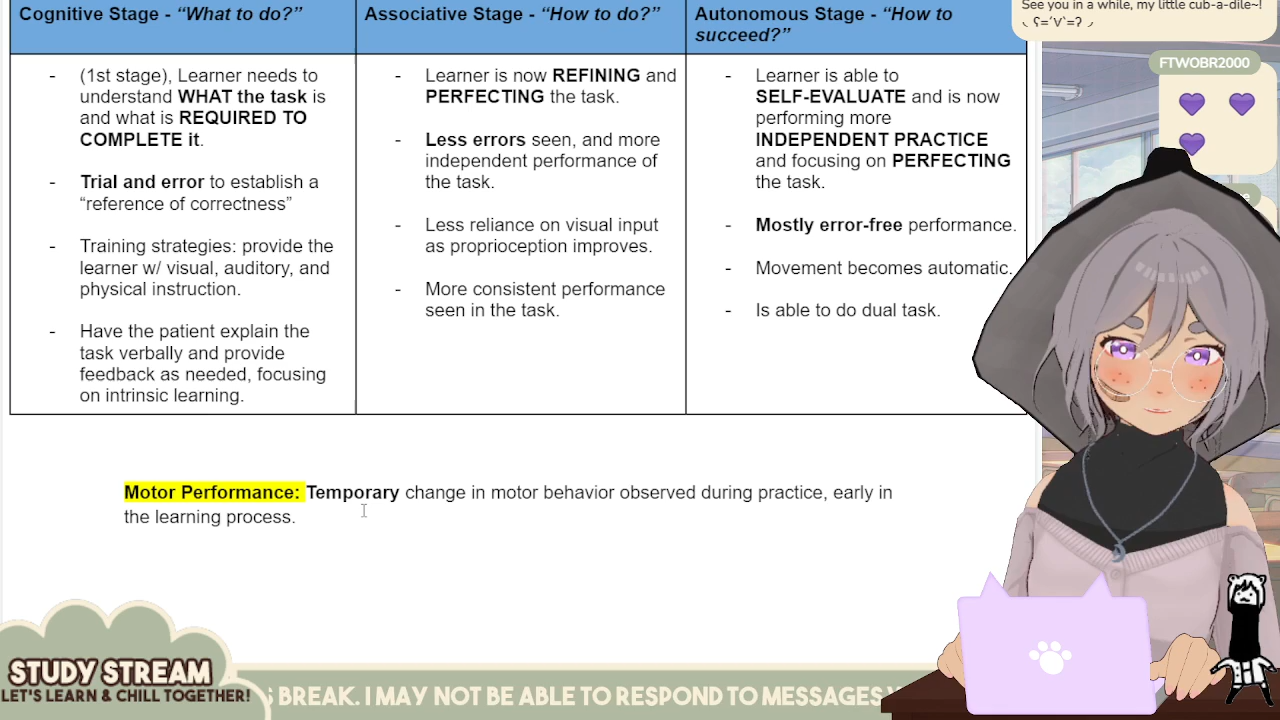 Cognitive Stage - “What to do?”
(1st stage), Learner needs to
understand WHAT the task is
and what is REQUIRED TO
COMPLETE it.
Trial and error to establish a
“reference of correctness”
Training strategies: provide the
learner w/ visual, auditory, and
physical instruction.
Have the patient explain the
task verbally and provide
feedback as needed, focusing
on intrinsic learning.
Associative Stage - “How to do?”
Learner is now REFINING and
PERFECTING the task.
Less errors seen, and more
independent performance of
the task.
Less reliance on visual input
as proprioception improves.
More consistent performance
seen in the task.
Autonomous Stage - “How to
succeed?”
Learner is able to
SELF-EVALUATE and is now
performing more
INDEPENDENT PRACTICE
and focusing on PERFECTING
the task.
Mostly error-free performance.
Movement becomes automatic.
Is able to do dual task.
Motor Performance: Temporary change in motor behavior observed during practice, early in
the learning process.
See you in a while, my little cub-a-dile~!
FTWOBR2000
STUDY STREAM
LET'S LEARN & CHILL TOGETHER!
BREAK. I MAY NOT BE ABLE TO RESPOND TO MESSAGES